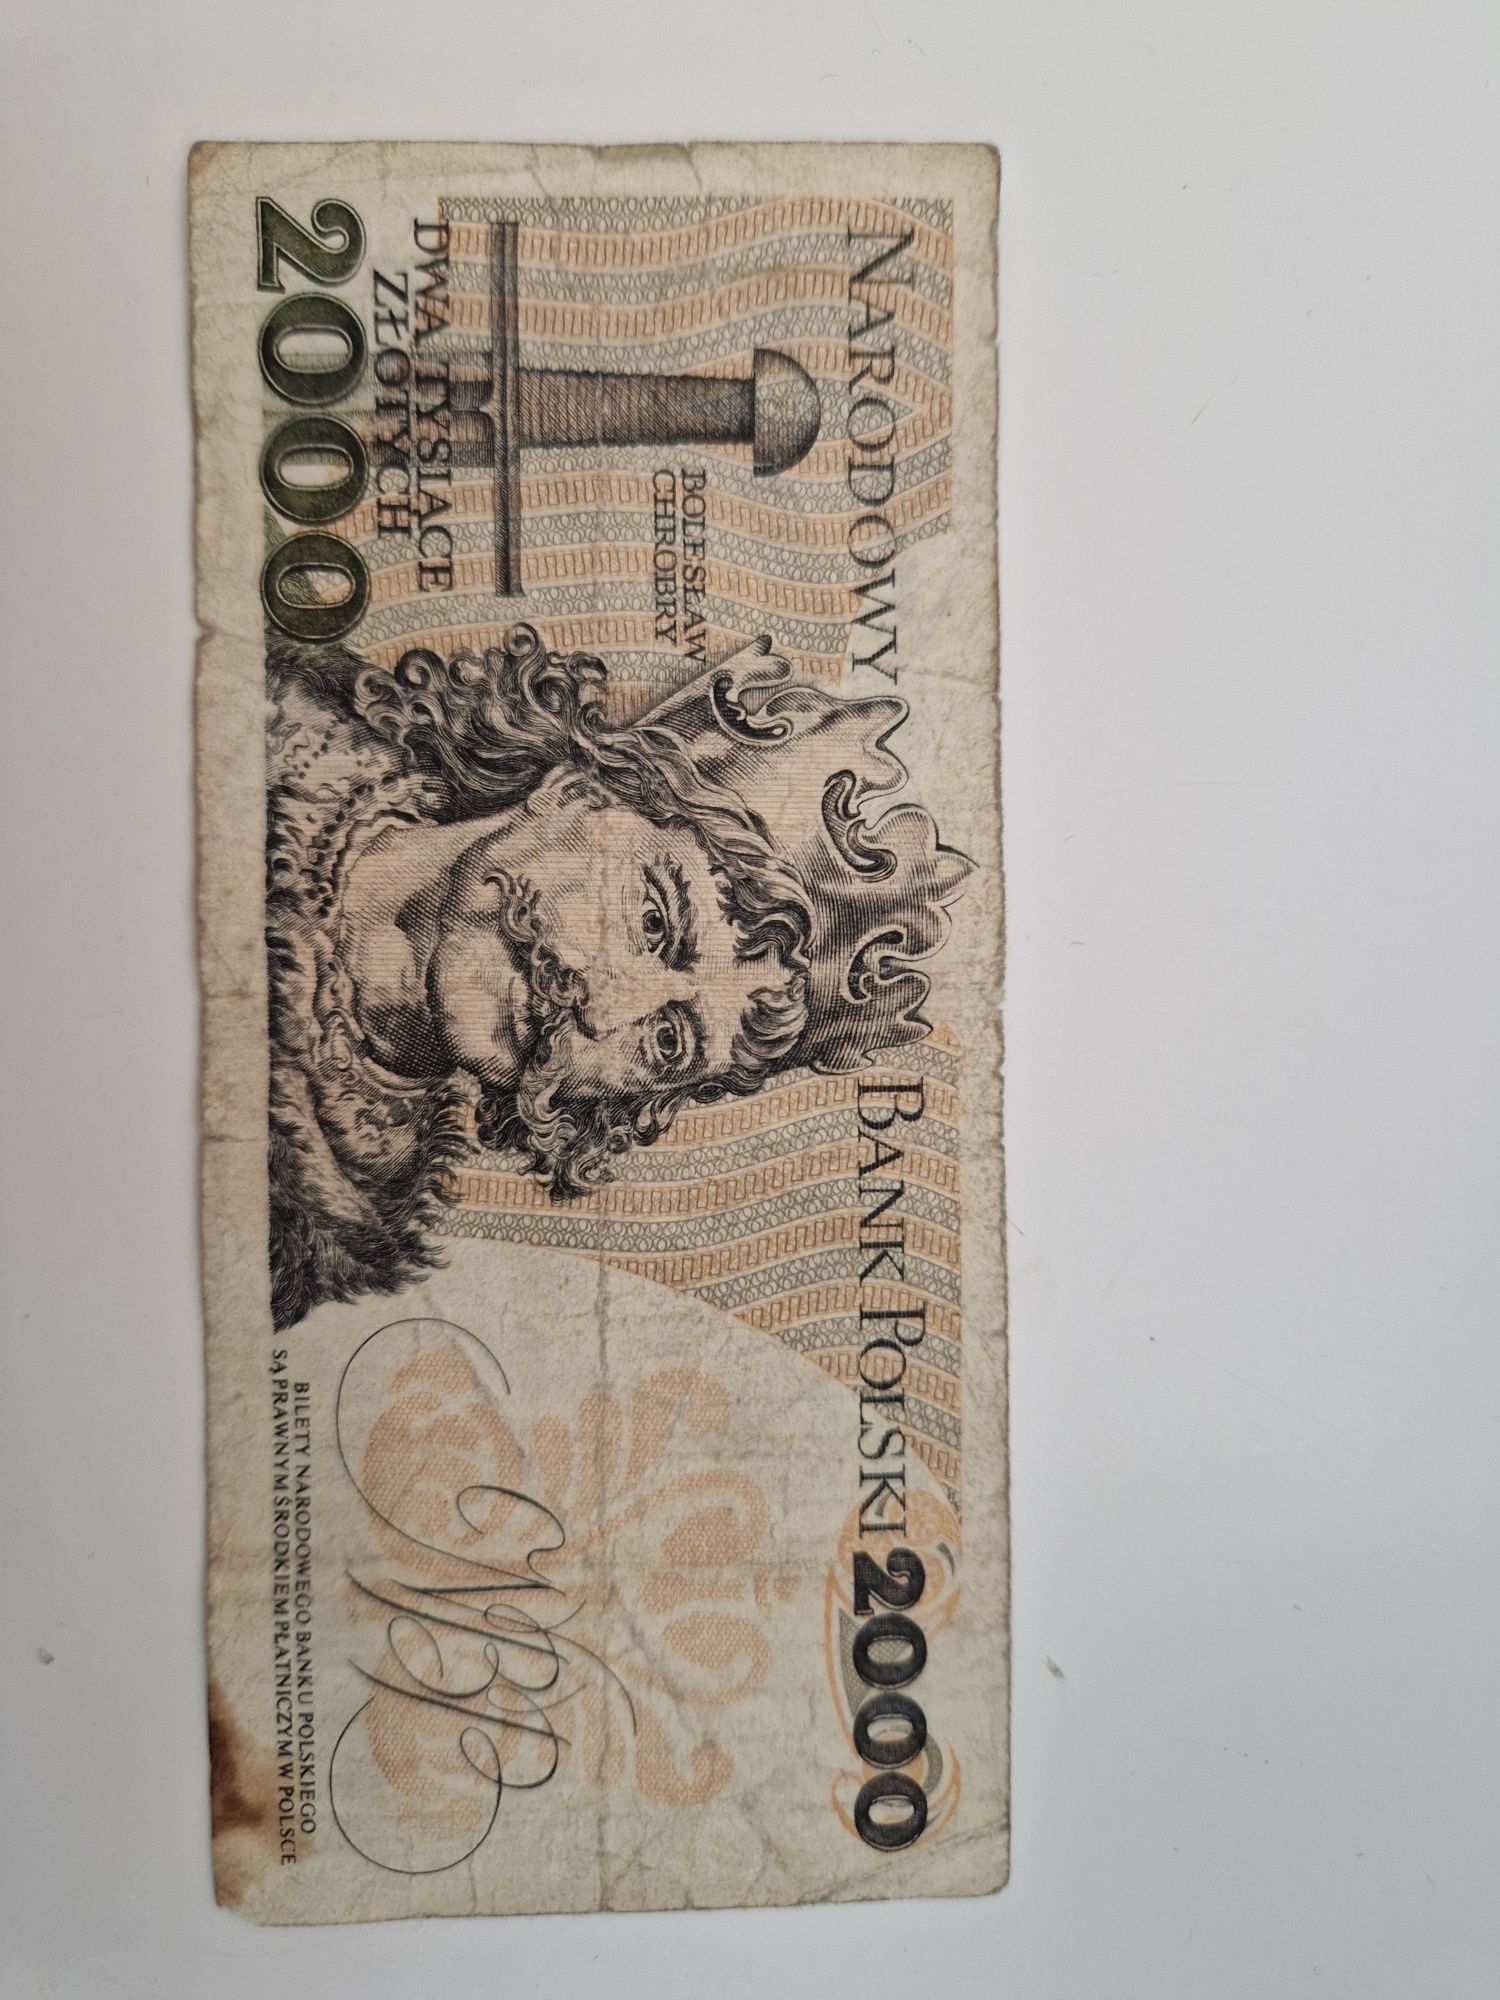 NARODOWY BANK POLSKI 2000
BOLESŁAW
CHROBRY
DWA TYSIĄCE
ZŁOTYCH
2000
NBP
BILETY NARODOWEGO BANKU POLSKIEGO
SĄ PRAWNYM ŚRODKIEM PŁATNICZYM W POLSCE